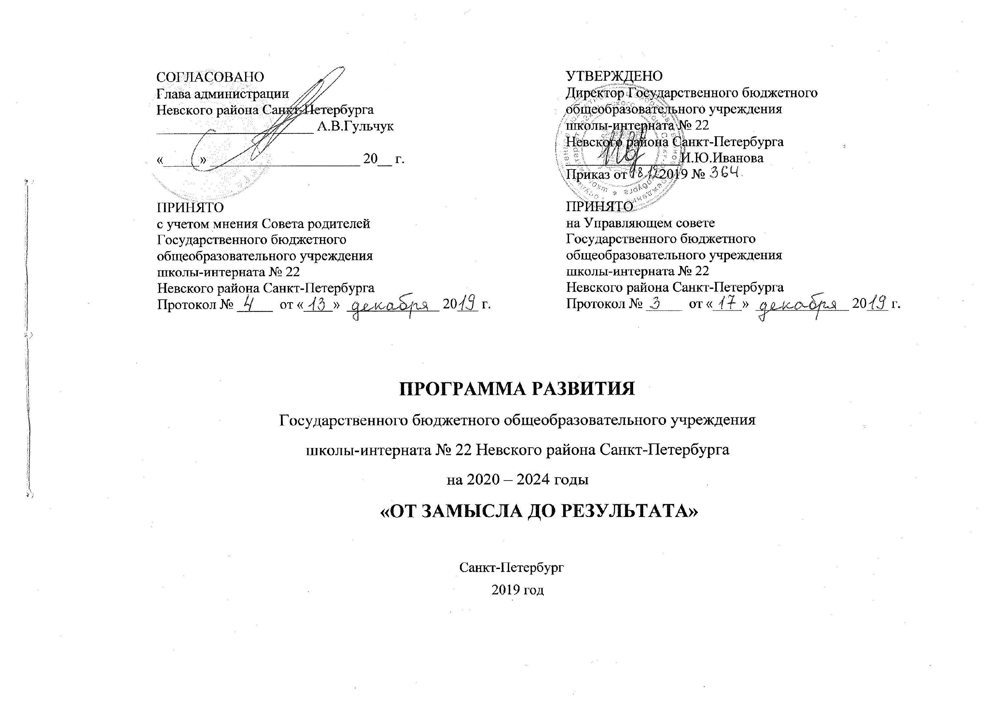 СОГЛАСОВАНО
Глава администрации
Невского района Санкт-Петербурга
______________________ А.В.Гульчук
«_____» _____________________ 20__ г.
УТВЕРЖДЕНО
Директор Государственного бюджетного
общеобразовательного учреждения
школы-интерната № 22
Невского района Санкт-Петербурга
________________И.Ю.Иванова
Приказ от 18.12.2019 № 364.
ПРИНЯТО
с учетом мнения Совета родителей
Государственного бюджетного
общеобразовательного учреждения
школы-интерната № 22
Невского района Санкт-Петербурга
Протокол № 4 от «13» декабря 2019 г.
ПРИНЯТО
на Управляющем совете
Государственного бюджетного
общеобразовательного учреждения
школы-интерната № 22
Невского района Санкт-Петербурга
Протокол № 3 от «17» декабря 2019 г.
ПРОГРАММА РАЗВИТИЯ
Государственного бюджетного общеобразовательного учреждения
школы-интерната № 22 Невского района Санкт-Петербурга
на 2020 – 2024 годы
«ОТ ЗАМЫСЛА ДО РЕЗУЛЬТАТА»
Санкт-Петербург
2019 год